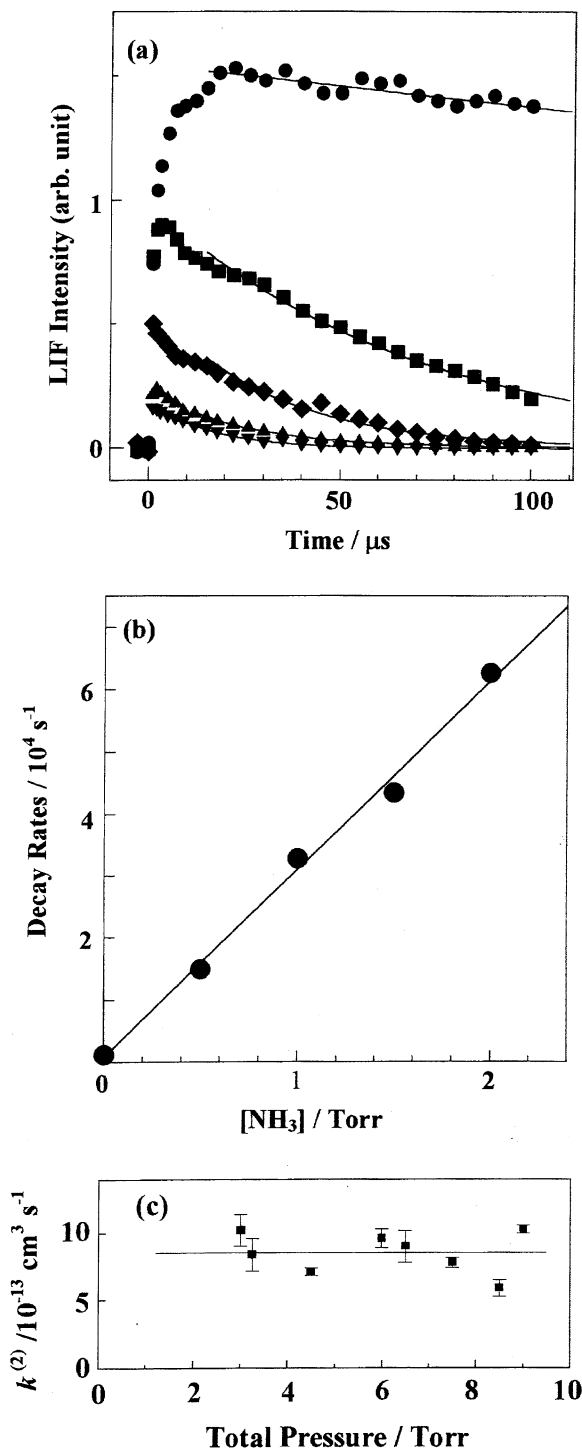 (a)
LIF Intensity (arb. unit)
1
0
0 50 100
Time / μs
(b)
Decay Rates / 10⁴ s⁻¹
6
4
2
0 1 2
[NH₃] / Torr
(c)
k⁽²⁾ /10⁻¹³ cm³ s⁻¹
10
5
0
0 2 4 6 8 10
Total Pressure / Torr